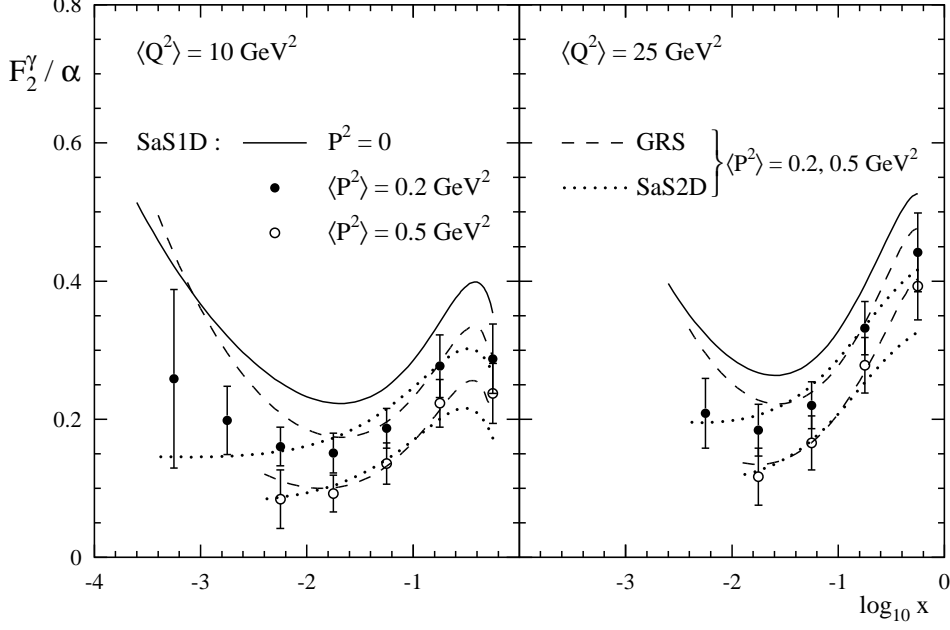 0.8
⟨Q²⟩ = 10 GeV²
⟨Q²⟩ = 25 GeV²
F₂^γ / α
0.6
SaS1D : P² = 0
GRS
⟨P²⟩ = 0.2, 0.5 GeV²
⟨P²⟩ = 0.2 GeV²
SaS2D
⟨P²⟩ = 0.5 GeV²
0.4
0.2
0
-4 -3 -2 -1 -3 -2 -1 0
log₁₀ x